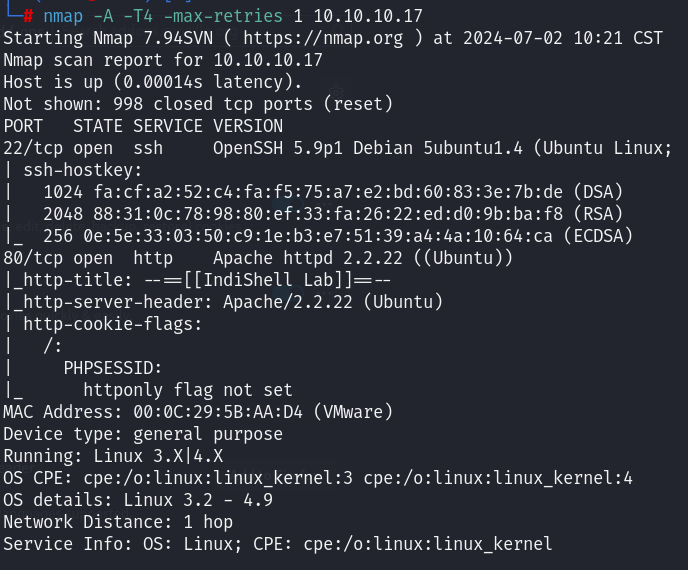 └─# nmap -A -T4 -max-retries 1 10.10.10.17
Starting Nmap 7.94SVN ( https://nmap.org ) at 2024-07-02 10:21 CST
Nmap scan report for 10.10.10.17
Host is up (0.00014s latency).
Not shown: 998 closed tcp ports (reset)
PORT   STATE SERVICE VERSION
22/tcp open  ssh     OpenSSH 5.9p1 Debian 5ubuntu1.4 (Ubuntu Linux;
| ssh-hostkey:
|   1024 fa:cf:a2:52:c4:fa:f5:75:a7:e2:bd:60:83:3e:7b:de (DSA)
|   2048 88:31:0c:78:98:80:ef:33:fa:26:22:ed:d0:9b:ba:f8 (RSA)
|_  256 0e:5e:33:03:50:c9:1e:b3:e7:51:39:a4:4a:10:64:ca (ECDSA)
80/tcp open  http    Apache httpd 2.2.22 ((Ubuntu))
|_http-title: --==[[IndiShell Lab]]==--
|_http-server-header: Apache/2.2.22 (Ubuntu)
| http-cookie-flags:
|   /:
|     PHPSESSID:
|_      httponly flag not set
MAC Address: 00:0C:29:5B:AA:D4 (VMware)
Device type: general purpose
Running: Linux 3.X|4.X
OS CPE: cpe:/o:linux:linux_kernel:3 cpe:/o:linux:linux_kernel:4
OS details: Linux 3.2 - 4.9
Network Distance: 1 hop
Service Info: OS: Linux; CPE: cpe:/o:linux:linux_kernel